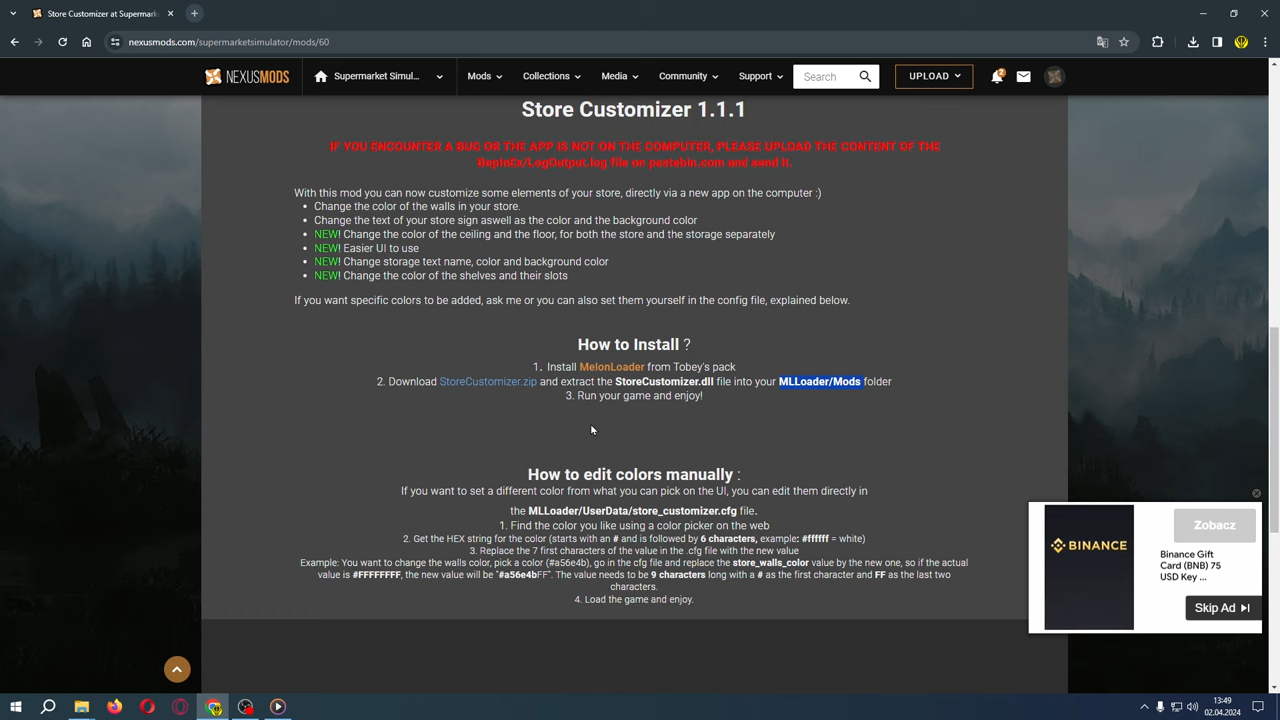 Store Customizer at Supermark
nexusmods.com/supermarketsimulator/mods/60
NEXUSMODS
Supermarket Simul...
Mods
Collections
Media
Community
Support
Search
UPLOAD
2
Store Customizer 1.1.1
IF YOU ENCOUNTER A BUG OR THE APP IS NOT ON THE COMPUTER, PLEASE UPLOAD THE CONTENT OF THE
BepInEx/LogOutput.log file on pastebin.com and send it.
With this mod you can now customize some elements of your store, directly via a new app on the computer :)
• Change the color of the walls in your store.
• Change the text of your store sign aswell as the color and the background color
• NEW! Change the color of the ceiling and the floor, for both the store and the storage separately
• NEW! Easier UI to use
• NEW! Change storage text name, color and background color
• NEW! Change the color of the shelves and their slots
If you want specific colors to be added, ask me or you can also set them yourself in the config file, explained below.
How to Install ?
1. Install MelonLoader from Tobey's pack
2. Download StoreCustomizer.zip and extract the StoreCustomizer.dll file into your MLLoader/Mods folder
3. Run your game and enjoy!
How to edit colors manually :
If you want to set a different color from what you can pick on the UI, you can edit them directly in
the MLLoader/UserData/store_customizer.cfg file.
1. Find the color you like using a color picker on the web
2. Get the HEX string for the color (starts with an # and is followed by 6 characters, example: #ffffff = white)
3. Replace the 7 first characters of the value in the .cfg file with the new value
Example: You want to change the walls color, pick a color (#a56e4b), go in the cfg file and replace the store_walls_color value by the new one, so if the actual
value is #FFFFFFFF, the new value will be "#a56e4bFF". The value needs to be 9 characters long with a # as the first character and FF as the last two
characters.
4. Load the game and enjoy.
BINANCE
Zobacz
Binance Gift
Card (BNB) 75
USD Key ...
Skip Ad
13:49
02.04.2024